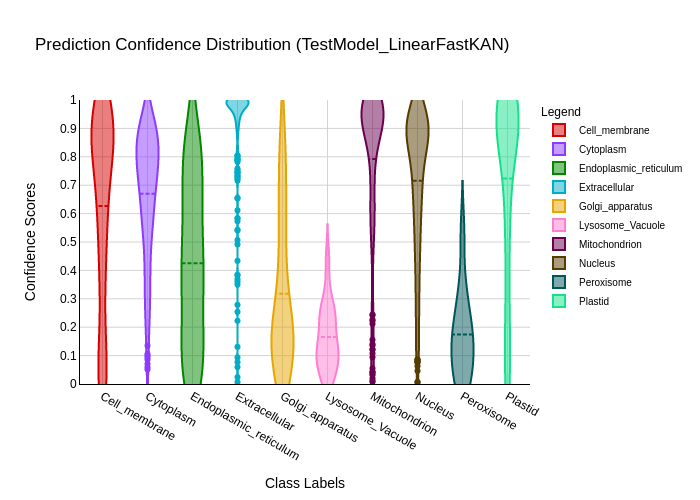 Prediction Confidence Distribution (TestModel_LinearFastKAN)
1
0.9
0.8
0.7
0.6
0.5
0.4
0.3
0.2
0.1
0
Confidence Scores
Cell_membrane
Cytoplasm
Endoplasmic_reticulum
Extracellular
Golgi_apparatus
Lysosome_Vacuole
Mitochondrion
Nucleus
Peroxisome
Plastid
Class Labels
Legend
Cell_membrane
Cytoplasm
Endoplasmic_reticulum
Extracellular
Golgi_apparatus
Lysosome_Vacuole
Mitochondrion
Nucleus
Peroxisome
Plastid